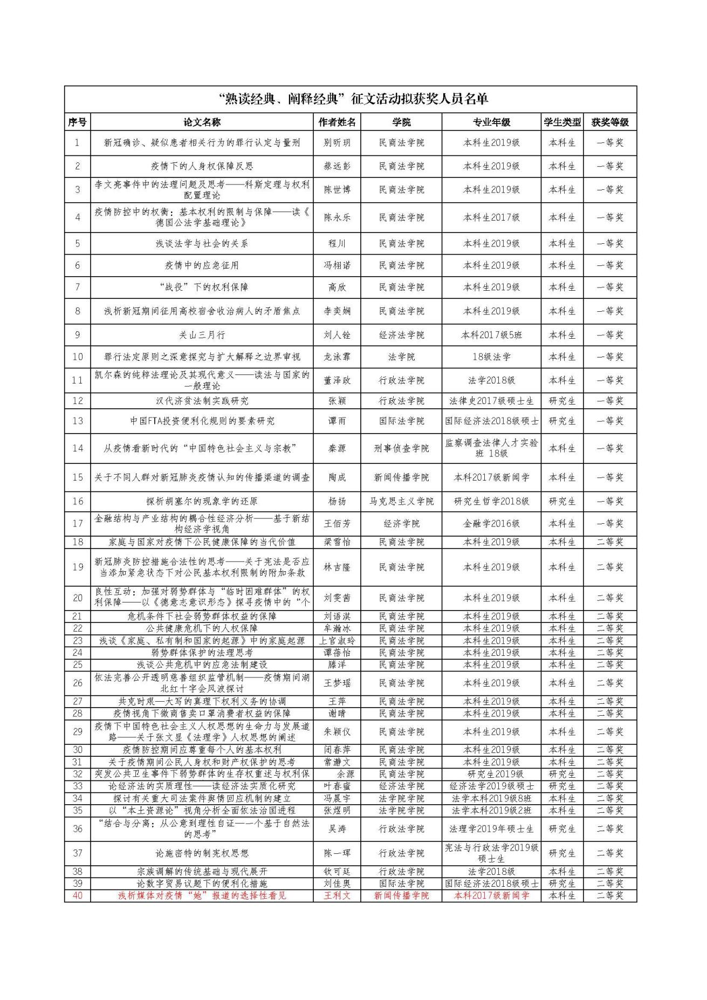 “熟读经典、阐释经典”征文活动拟获奖人员名单
序号 论文名称 作者姓名 学院 专业年级 学生类型 获奖等级
1 新冠确诊、疑似患者相关行为的罪行认定与量刑 别昕玥 民商法学院 本科生2019级 本科生 一等奖
2 疫情下的人身权保障反思 蔡远彭 民商法学院 本科生2019级 本科生 一等奖
3 李文亮事件中的法理问题及思考——科斯定理与权利
配置理论 陈世博 民商法学院 本科生2019级 本科生 一等奖
4 疫情防控中的权衡：基本权利的限制与保障——读《
德国公法学基础理论》 陈永乐 民商法学院 本科生2017级 本科生 一等奖
5 浅谈法学与社会的关系 程川 民商法学院 本科生2019级 本科生 一等奖
6 疫情中的应急征用 冯栩诺 民商法学院 本科生2019级 本科生 一等奖
7 “战役”下的权利保障 高欣 民商法学院 本科生2019级 本科生 一等奖
8 浅析新冠期间征用高校宿舍收治病人的矛盾焦点 李奕娴 民商法学院 本科生2019级 本科生 一等奖
9 关山三月行 刘人铨 经济法学院 本科2017级5班 本科生 一等奖
10 罪行法定原则之深意探究与扩大解释之边界审视 龙泳霏 法学院 18级法学 本科生 一等奖
11 凯尔森的纯粹法理论及其现代意义——读法与国家的
一般理论 董泽政 行政法学院 法学2018级 本科生 一等奖
12 汉代济贫法制实践研究 张颖 行政法学院 法律史2017级硕士生 研究生 一等奖
13 中国FTA投资便利化规则的要素研究 谭雨 国际法学院 国际经济法2018级硕士 研究生 一等奖
14 从疫情看新时代的“中国特色社会主义与宗教” 秦源 刑事侦查学院 监察调查法律人才实验
班 18级 本科生 一等奖
15 关于不同人群对新冠肺炎疫情认知的传播渠道的调查 陶成 新闻传播学院 本科2017级新闻学 本科生 一等奖
16 探析胡塞尔的现象学的还原 杨扬 马克思主义学院 研究生哲学2018级 研究生 一等奖
17 金融结构与产业结构的耦合性经济分析——基于新结
构经济学视角 王佰芳 经济学院 金融学2016级 本科生 一等奖
18 家庭与国家对疫情下公民健康保障的当代价值 梁雪怡 民商法学院 本科生2019级 本科生 二等奖
19 新冠肺炎防控措施合法性的思考——关于宪法是否应
当添加紧急状态下对公民基本权利限制的附加条款 林吉隆 民商法学院 本科生2019级 本科生 二等奖
20 良性互动：加强对弱势群体与“临时困难群体”的权
利保障——以《德意志意识形态》探寻疫情中的“个 刘雯茜 民商法学院 本科生2019级 本科生 二等奖
21 危机条件下社会弱势群体权益的保障 刘语淇 民商法学院 本科生2019级 本科生 二等奖
22 公共健康危机下的人权保障 牟瀚冰 民商法学院 本科生2019级 本科生 二等奖
23 浅谈《家庭、私有制和国家的起源》中的家庭起源 上官淑玲 民商法学院 本科生2019级 本科生 二等奖
24 弱势群体保护的法理思考 谭蓓怡 民商法学院 本科生2019级 本科生 二等奖
25 浅谈公共危机中的应急法制建设 滕洋 民商法学院 本科生2019级 本科生 二等奖
26 依法完善公开透明慈善组织监管机制——疫情期间湖
北红十字会风波探讨 王梦瑶 民商法学院 本科生2019级 本科生 二等奖
27 共克时艰—大写的真理下权利义务的协调 王萍 民商法学院 本科生2019级 本科生 二等奖
28 疫情视角下微商售卖口罩消费者权益的保障 谢晴 民商法学院 本科生2019级 本科生 二等奖
29 疫情下中国特色社会主义人权思想的生命力与发展道
路——关于张文显《法理学》人权思想的阐述 朱颖仪 民商法学院 本科生2019级 本科生 二等奖
30 疫情防控期间应尊重每个人的基本权利 闭春萍 民商法学院 本科生2019级 本科生 二等奖
31 关于疫情期间公民人身权和财产权保护的思考 常瀞文 民商法学院 本科生2019级 本科生 二等奖
32 突发公共卫生事件下弱势群体的生存权重述与权利保 余源 民商法学院 研究生2019级 研究生 二等奖
33 论经济法的实质理性——读经济法实质化研究 叶春蜜 经济法学院 经济法学2019级硕士 研究生 二等奖
34 探讨有关重大司法案件舆情回应机制的建立 冯晨宇 法学院学院 法学本科2019级8班 本科生 二等奖
35 以“本土资源论”视角分析全面依法治国进程 张煜明 法学院学院 法学本科2019级2班 本科生 二等奖
36 “结合与分离：从公意到理性自证—一个基于自然法
的思考” 吴涛 行政法学院 法理学2019年硕士生 研究生 二等奖
37 论施密特的制宪权思想 陈一珲 行政法学院 宪法与行政法学2019级
硕士生 研究生 二等奖
38 宗族调解的传统基础与现代展开 钦可廷 行政法学院 法学2018级 本科生 二等奖
39 论数字贸易议题下的便利化措施 刘佳奥 国际法学院 国际经济法2018级硕士 研究生 二等奖
40 浅析媒体对疫情“她”报道的选择性看见 王利文 新闻传播学院 本科2017级新闻学 本科生 二等奖